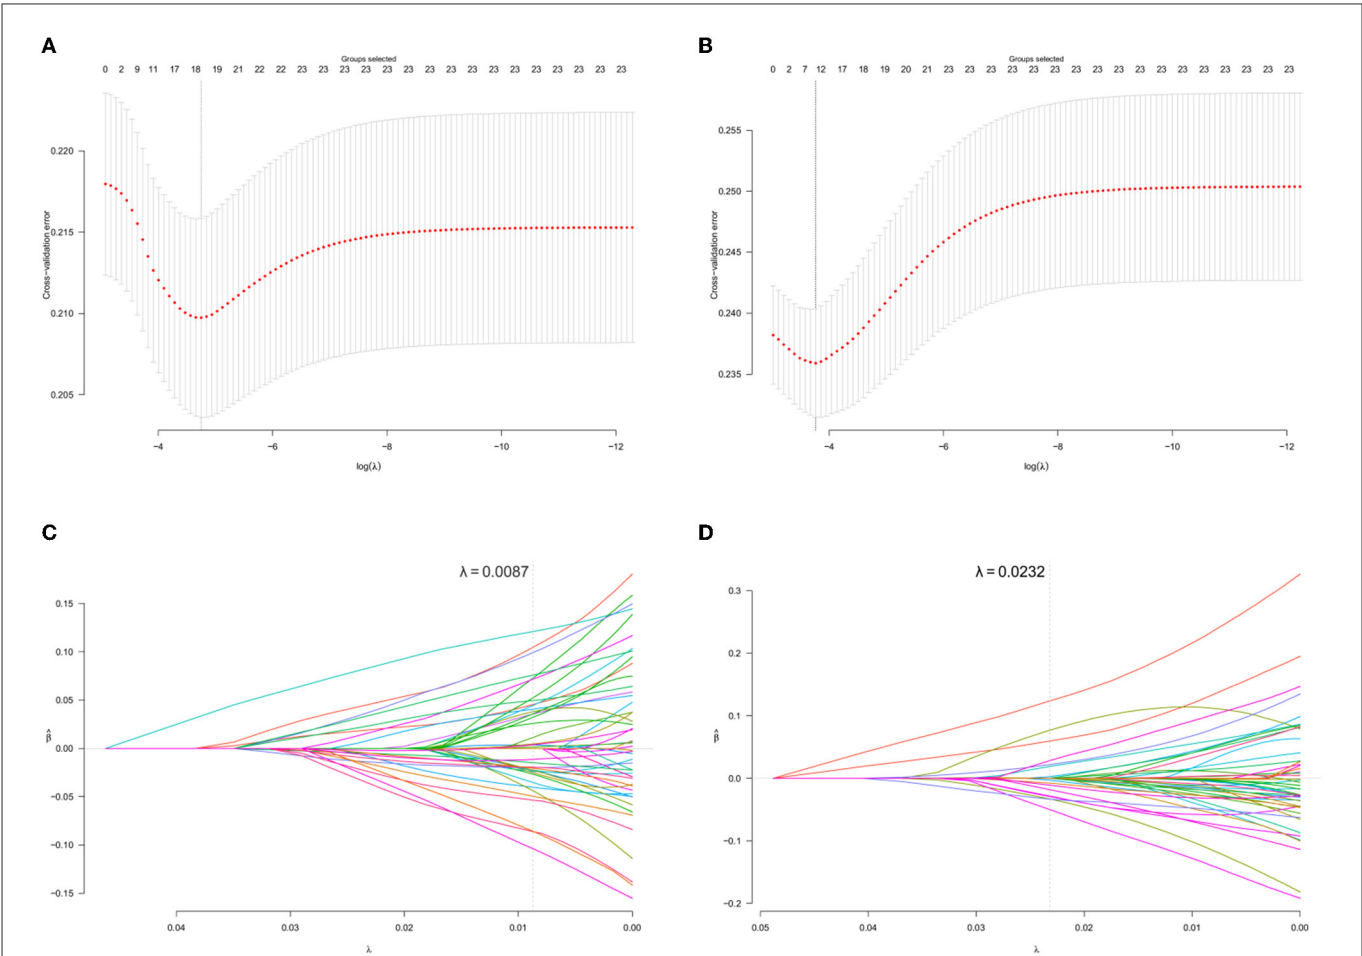 A
Groups selected
0 2 9 11 17 18 19 21 22 22 23 23 23 23 23 23 23 23 23 23 23 23 23 23 23
0.220
0.215
0.210
0.205
Cross-validation error
−4 −6 −8 −10 −12
log(λ)
B
Groups selected
0 2 7 12 17 18 19 20 21 23 23 23 23 23 23 23 23 23 23 23 23 23 23 23 23
0.255
0.250
0.245
0.240
0.235
Cross-validation error
−4 −6 −8 −10 −12
log(λ)
C
λ = 0.0087
0.15
0.10
0.05
0.00
−0.05
−0.10
−0.15
β̂
0.04 0.03 0.02 0.01 0.00
λ
D
λ = 0.0232
0.3
0.2
0.1
0.0
−0.1
−0.2
β̂
0.05 0.04 0.03 0.02 0.01 0.00
λ